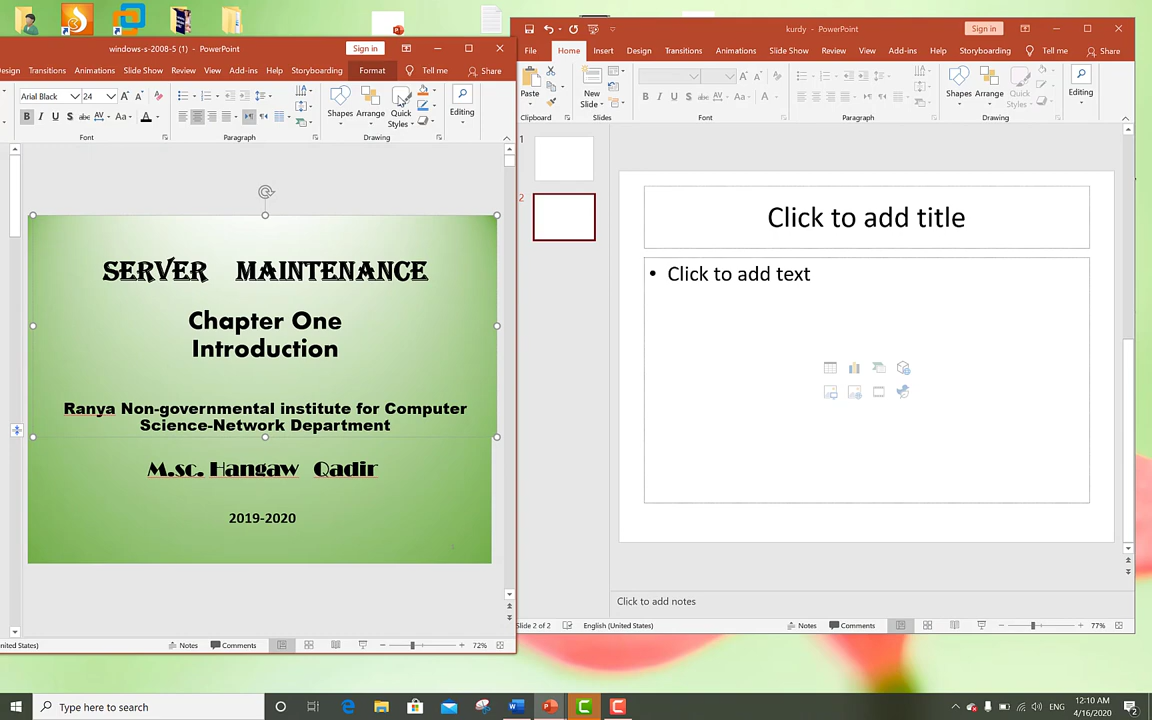 windows-s-2008-5 (1) - PowerPoint
Sign in
esign Transitions Animations Slide Show Review View Add-ins Help Storyboarding Format Tell me Share
Arial Black 24
Shapes Arrange Quick Styles Editing
Font Paragraph Drawing
SERVER MAINTENANCE
Chapter One
Introduction
Ranya Non-governmental institute for Computer
Science-Network Department
M.sc. Hangaw Qadir
2019-2020
nited States) Notes Comments 72%
kurdy - PowerPoint
Sign in
File Home Insert Design Transitions Animations Slide Show Review View Add-ins Help Storyboarding Tell me Share
Paste New Slide Shapes Arrange Quick Styles Editing
Clipboard Slides Font Paragraph Drawing
1
2
Click to add title
• Click to add text
Click to add notes
Slide 2 of 2 English (United States) Notes Comments 77%
Type here to search
ENG
12:10 AM
4/16/2020
2